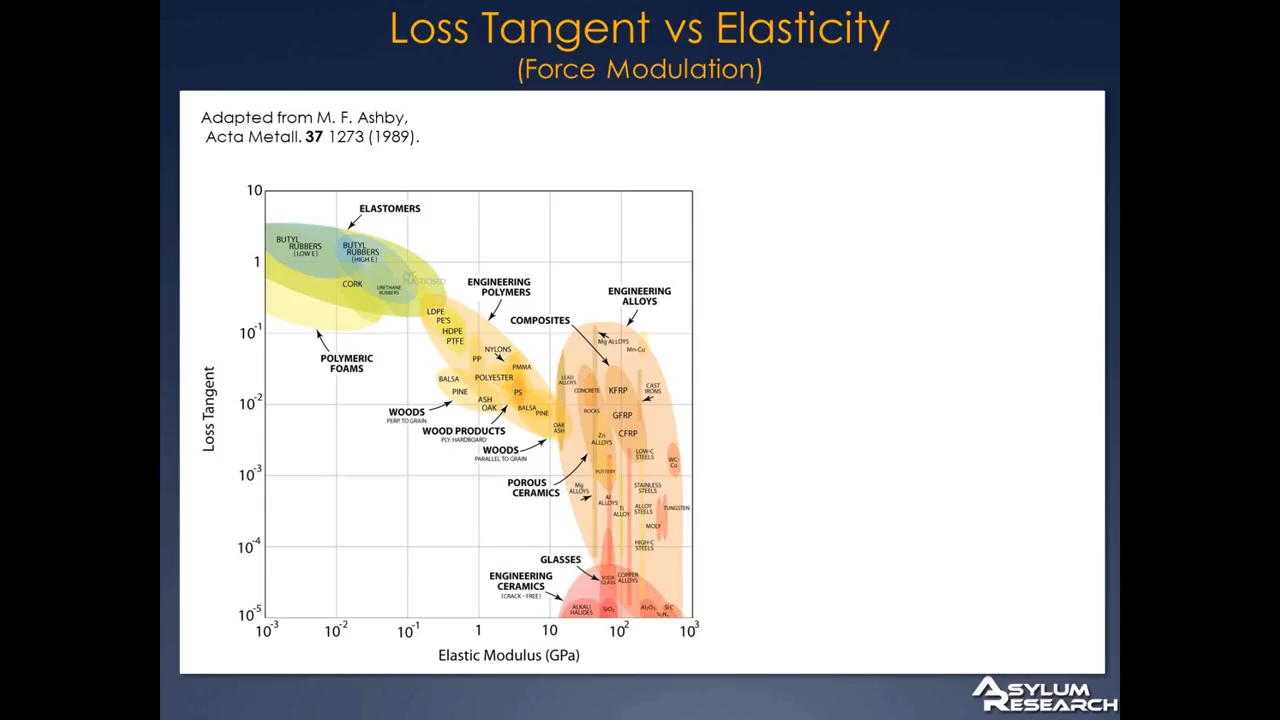 Loss Tangent vs Elasticity
(Force Modulation)
Adapted from M. F. Ashby,
Acta Metall. 37 1273 (1989).
10
1
10-1
10-2
10-3
10-4
10-5
Loss Tangent
ELASTOMERS
BUTYL
RUBBERS
(LOW E)
BUTYL
RUBBERS
(HIGH E)
CORK
URETHANE
RUBBERS
POLYMERIC
FOAMS
ENGINEERING
POLYMERS
LDPE
PE'S
HDPE
PTFE
NYLONS
PP
PMMA
POLYESTER
PS
BALSA
PINE
ASH
OAK
BALSA
PINE
OAK
ASH
WOODS
PERP. TO GRAIN
WOOD PRODUCTS
PLY. HARDBOARD
WOODS
PARALLEL TO GRAIN
COMPOSITES
ENGINEERING
ALLOYS
Mg ALLOYS
Mn-Cu
LEAD
ALLOYS
CONCRETE
KFRP
CAST
IRONS
ROCKS
GFRP
CFRP
Zn
ALLOYS
LOW-C
STEELS
WC-
Co
POTTERY
POROUS
CERAMICS
Mg
ALLOYS
Al
ALLOYS
Ti
ALLOY
STAINLESS
STEELS
ALLOY
STEELS
TUNGSTEN
MOLY
HIGH-C
STEELS
GLASSES
SODA
GLASS
COPPER
ALLOYS
ENGINEERING
CERAMICS
(CRACK - FREE)
ALKALI
HALIDES
SiO2
Al2O3
Si C
10-3
10-2
10-1
1
10
102
103
Elastic Modulus (GPa)
ASYLUM
RESEARCH